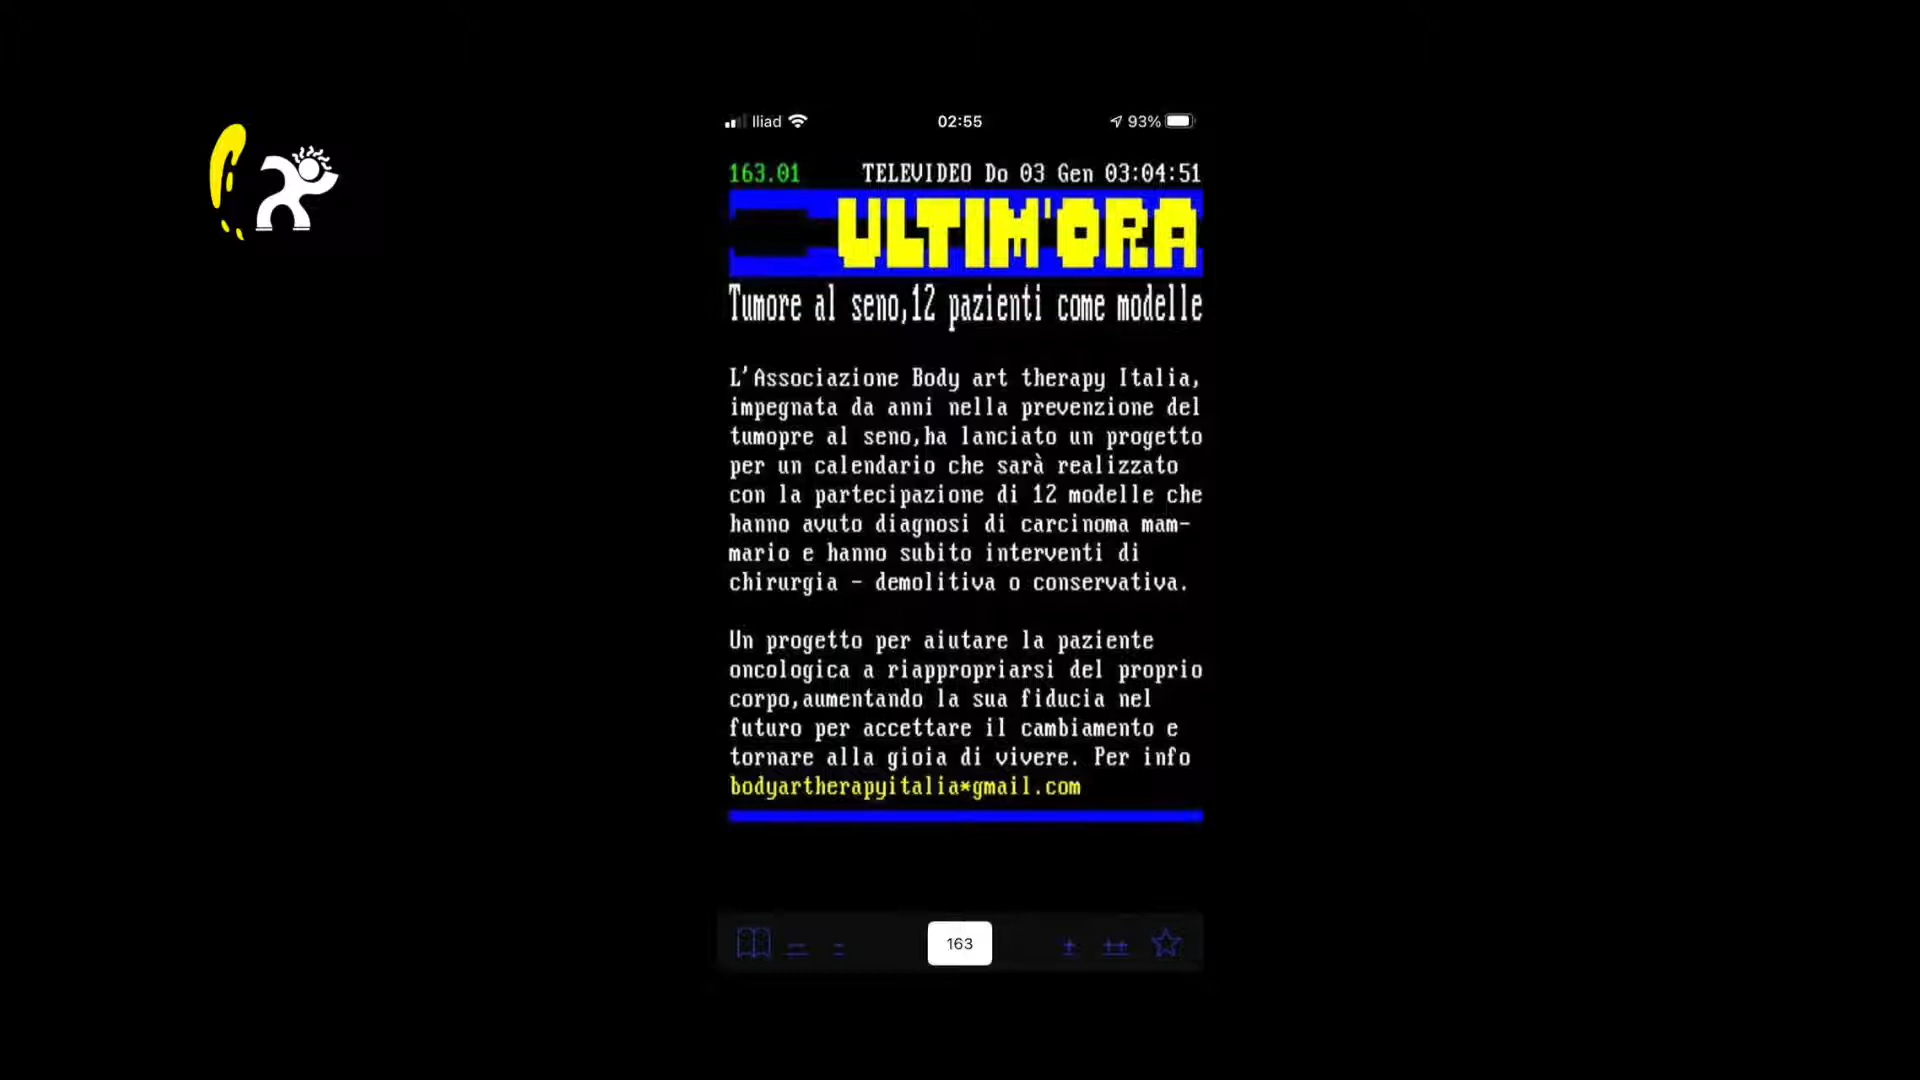 Iliad 02:55 93%
163.01 TELEVIDEO Do 03 Gen 03:04:51
ULTIM'ORA
Tumore al seno,12 pazienti come modelle
L'Associazione Body art therapy Italia,
impegnata da anni nella prevenzione del
tumopre al seno,ha lanciato un progetto
per un calendario che sarà realizzato
con la partecipazione di 12 modelle che
hanno avuto diagnosi di carcinoma mam-
mario e hanno subito interventi di
chirurgia - demolitiva o conservativa.
Un progetto per aiutare la paziente
oncologica a riappropriarsi del proprio
corpo,aumentando la sua fiducia nel
futuro per accettare il cambiamento e
tornare alla gioia di vivere. Per info
bodyartherapyitalia*gmail.com
163